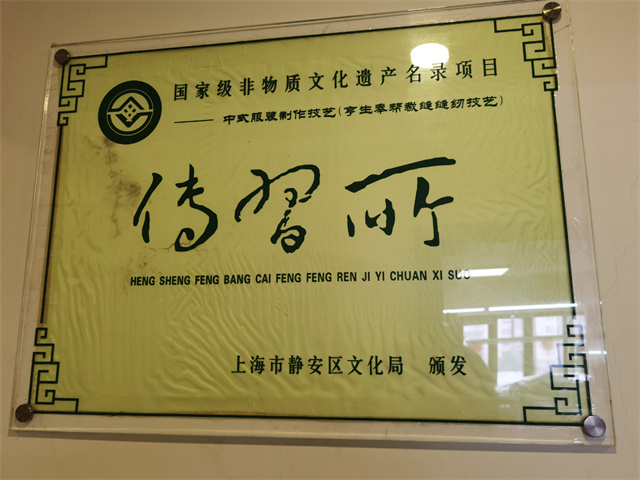 国家级非物质文化遗产名录项目
——中式服装制作技艺(亨生奉帮裁缝缝纫技艺)
傳習所
HENG SHENG FENG BANG CAI FENG FENG REN JI YI CHUAN XI SUO
上海市静安区文化局 颁发